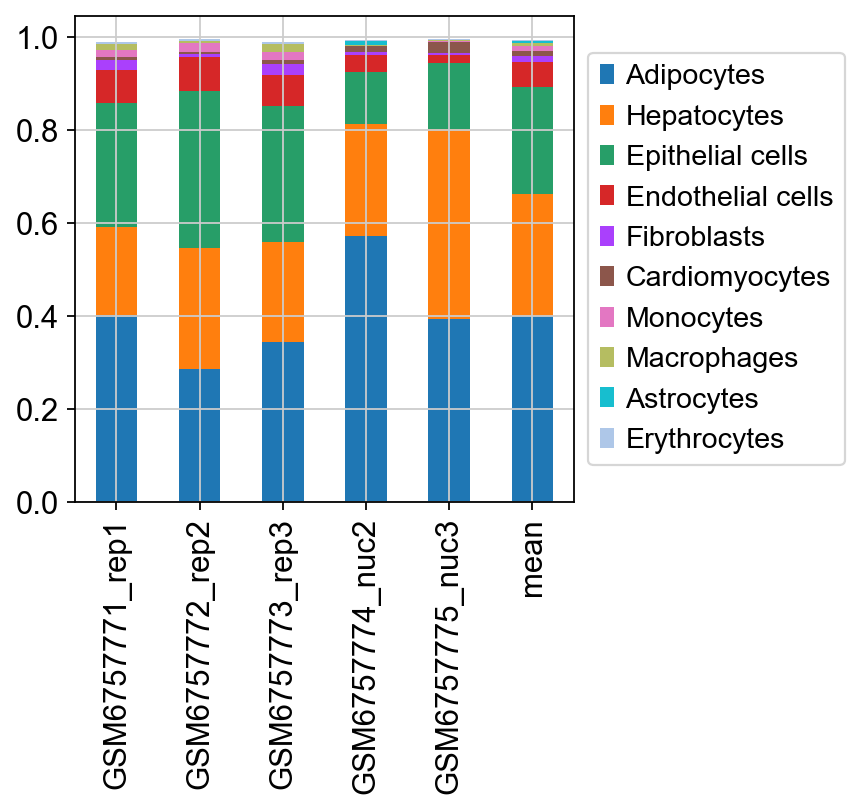 1.0
0.8
0.6
0.4
0.2
0.0
GSM6757771_rep1
GSM6757772_rep2
GSM6757773_rep3
GSM6757774_nuc2
GSM6757775_nuc3
mean
Adipocytes
Hepatocytes
Epithelial cells
Endothelial cells
Fibroblasts
Cardiomyocytes
Monocytes
Macrophages
Astrocytes
Erythrocytes